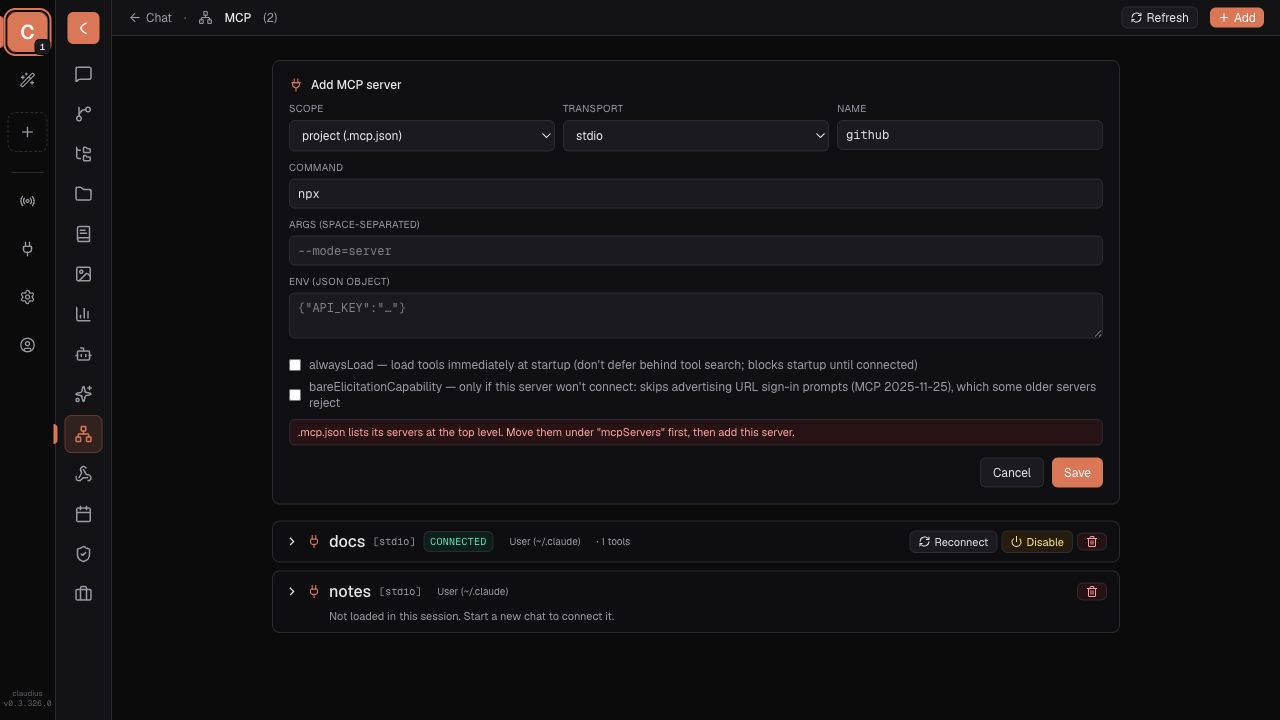 C
1
Chat · MCP (2)
Refresh
Add
Add MCP server
SCOPE
TRANSPORT
NAME
project (.mcp.json)
stdio
github
COMMAND
npx
ARGS (SPACE-SEPARATED)
--mode=server
ENV (JSON OBJECT)
{"API_KEY":"…"}
alwaysLoad — load tools immediately at startup (don't defer behind tool search; blocks startup until connected)
bareElicitationCapability — only if this server won't connect: skips advertising URL sign-in prompts (MCP 2025-11-25), which some older servers
reject
.mcp.json lists its servers at the top level. Move them under "mcpServers" first, then add this server.
Cancel
Save
docs [stdio] CONNECTED User (~/.claude) · 1 tools
Reconnect
Disable
notes [stdio] User (~/.claude)
Not loaded in this session. Start a new chat to connect it.
claudius
v0.3.326.0